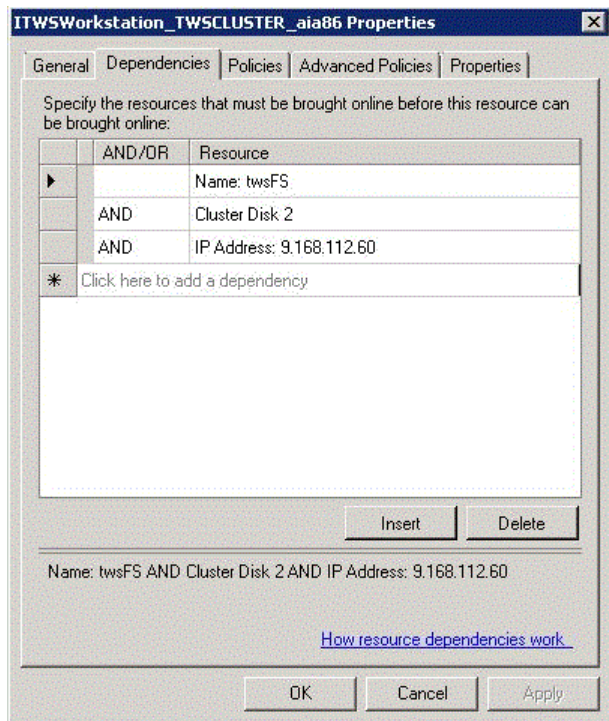 ITWSWorkstation_TWSCLUSTER_aia86 Properties
General Dependencies Policies Advanced Policies Properties
Specify the resources that must be brought online before this resource can
be brought online:
AND/OR Resource
Name: twsFS
AND Cluster Disk 2
AND IP Address: 9.168.112.60
Click here to add a dependency
Insert Delete
Name: twsFS AND Cluster Disk 2 AND IP Address: 9.168.112.60
How resource dependencies work
OK Cancel Apply